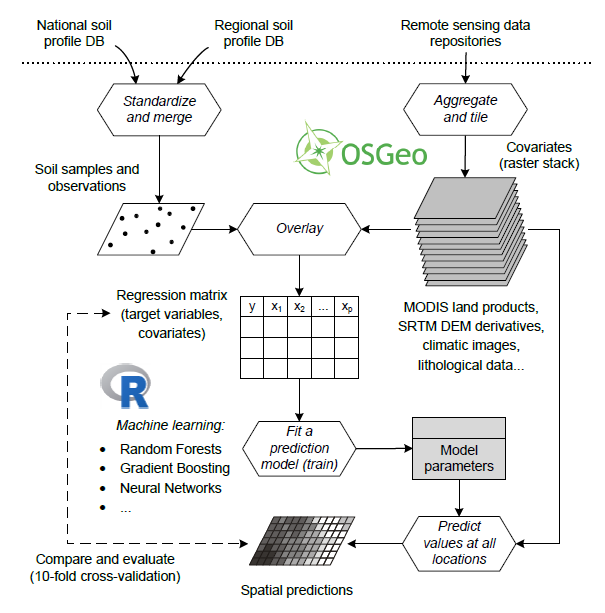 National soil
profile DB
Regional soil
profile DB
Remote sensing data
repositories
Standardize
and merge
Aggregate
and tile
OSGeo
Covariates
(raster stack)
Soil samples and
observations
Overlay
Regression matrix
(target variables,
covariates)
y x1 x2 ... xp
MODIS land products,
SRTM DEM derivatives,
climatic images,
lithological data...
R
Machine learning:
• Random Forests
• Gradient Boosting
• Neural Networks
• ...
Fit a
prediction
model (train)
Model
parameters
Predict
values at all
locations
Compare and evaluate
(10-fold cross-validation)
Spatial predictions